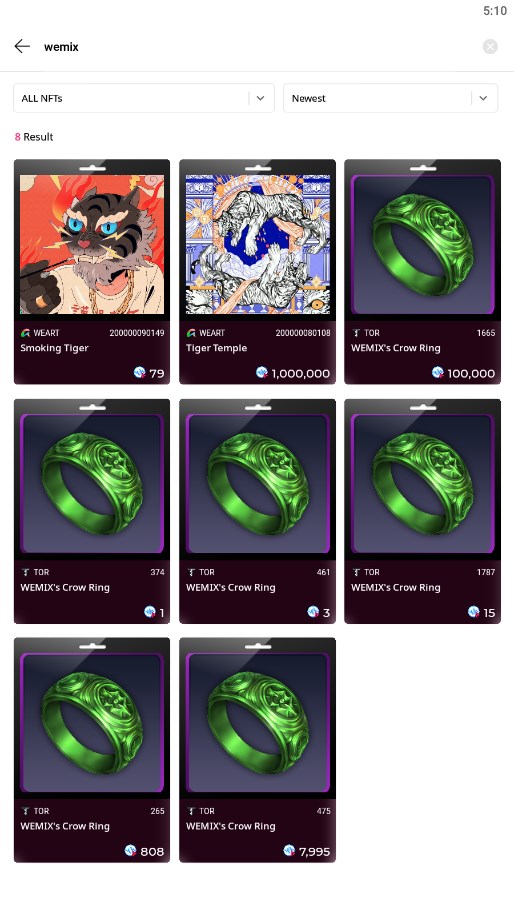 5:10
wemix
ALL NFTs
Newest
8 Result
WEART 200000090149
Smoking Tiger
79
WEART 200000080108
Tiger Temple
1,000,000
TOR 1665
WEMIX's Crow Ring
100,000
TOR 374
WEMIX's Crow Ring
1
TOR 461
WEMIX's Crow Ring
3
TOR 1787
WEMIX's Crow Ring
15
TOR 265
WEMIX's Crow Ring
808
TOR 475
WEMIX's Crow Ring
7,995